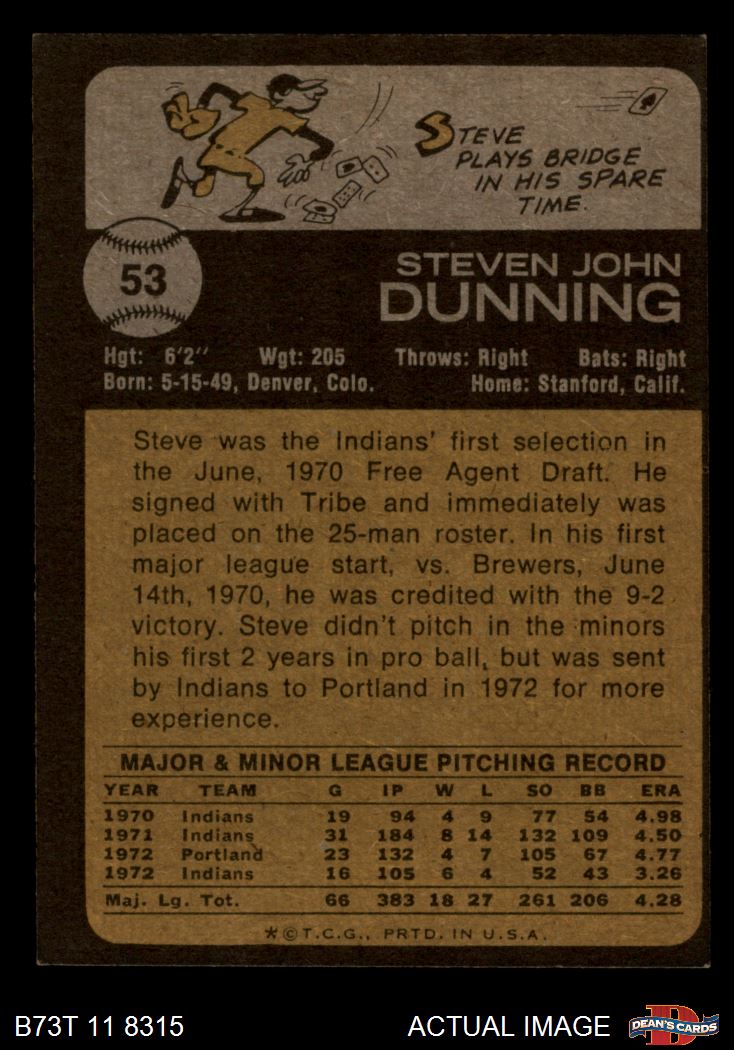 STEVE
PLAYS BRIDGE
IN HIS SPARE
TIME.
53
STEVEN JOHN
DUNNING
Hgt: 6'2" Wgt: 205 Throws: Right Bats: Right
Born: 5-15-49, Denver, Colo. Home: Stanford, Calif.
Steve was the Indians' first selection in
the June, 1970 Free Agent Draft. He
signed with Tribe and immediately was
placed on the 25-man roster. In his first
major league start, vs. Brewers, June
14th, 1970, he was credited with the 9-2
victory. Steve didn't pitch in the minors
his first 2 years in pro ball, but was sent
by Indians to Portland in 1972 for more
experience.
MAJOR & MINOR LEAGUE PITCHING RECORD
YEAR TEAM G IP W L SO BB ERA
1970 Indians 19 94 4 9 77 54 4.98
1971 Indians 31 184 8 14 132 109 4.50
1972 Portland 23 132 4 7 105 67 4.77
1972 Indians 16 105 6 4 52 43 3.26
Maj. Lg. Tot. 66 383 18 27 261 206 4.28
*©T.C.G., PRTD. IN U.S.A.
B73T 11 8315 ACTUAL IMAGE D DEAN'S CARDS